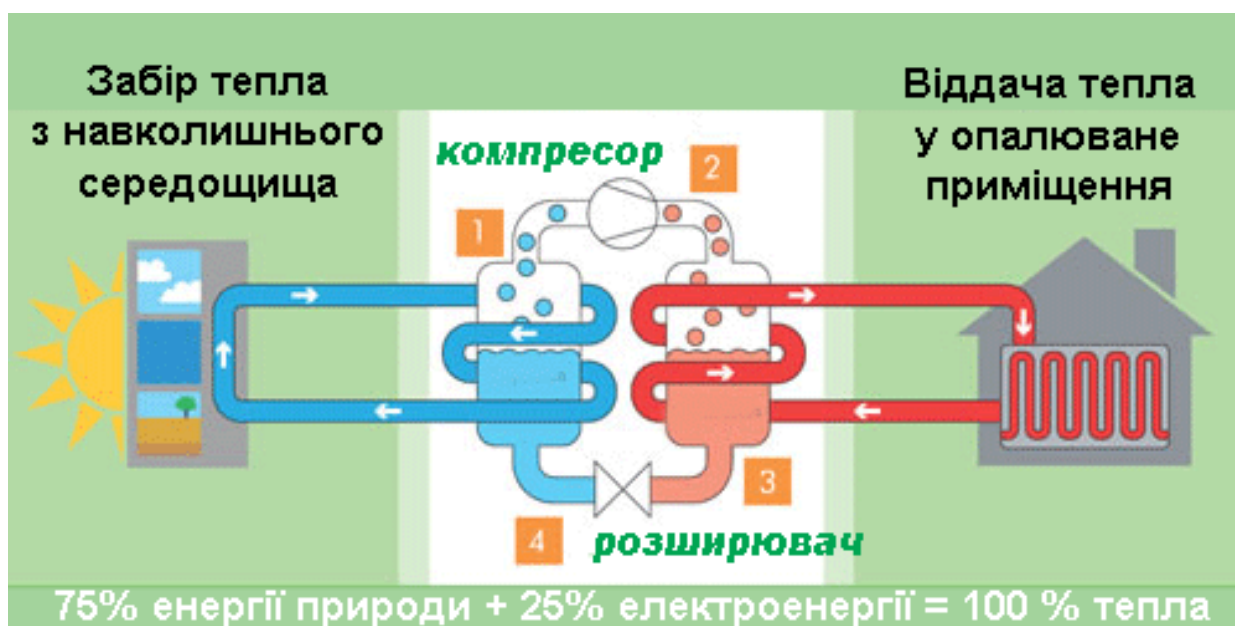 Забір тепла
з навколишнього
середощища
Віддача тепла
у опалюване
приміщення
компресор
1
2
3
4
розширювач
75% енергії природи + 25% електроенергії = 100 % тепла